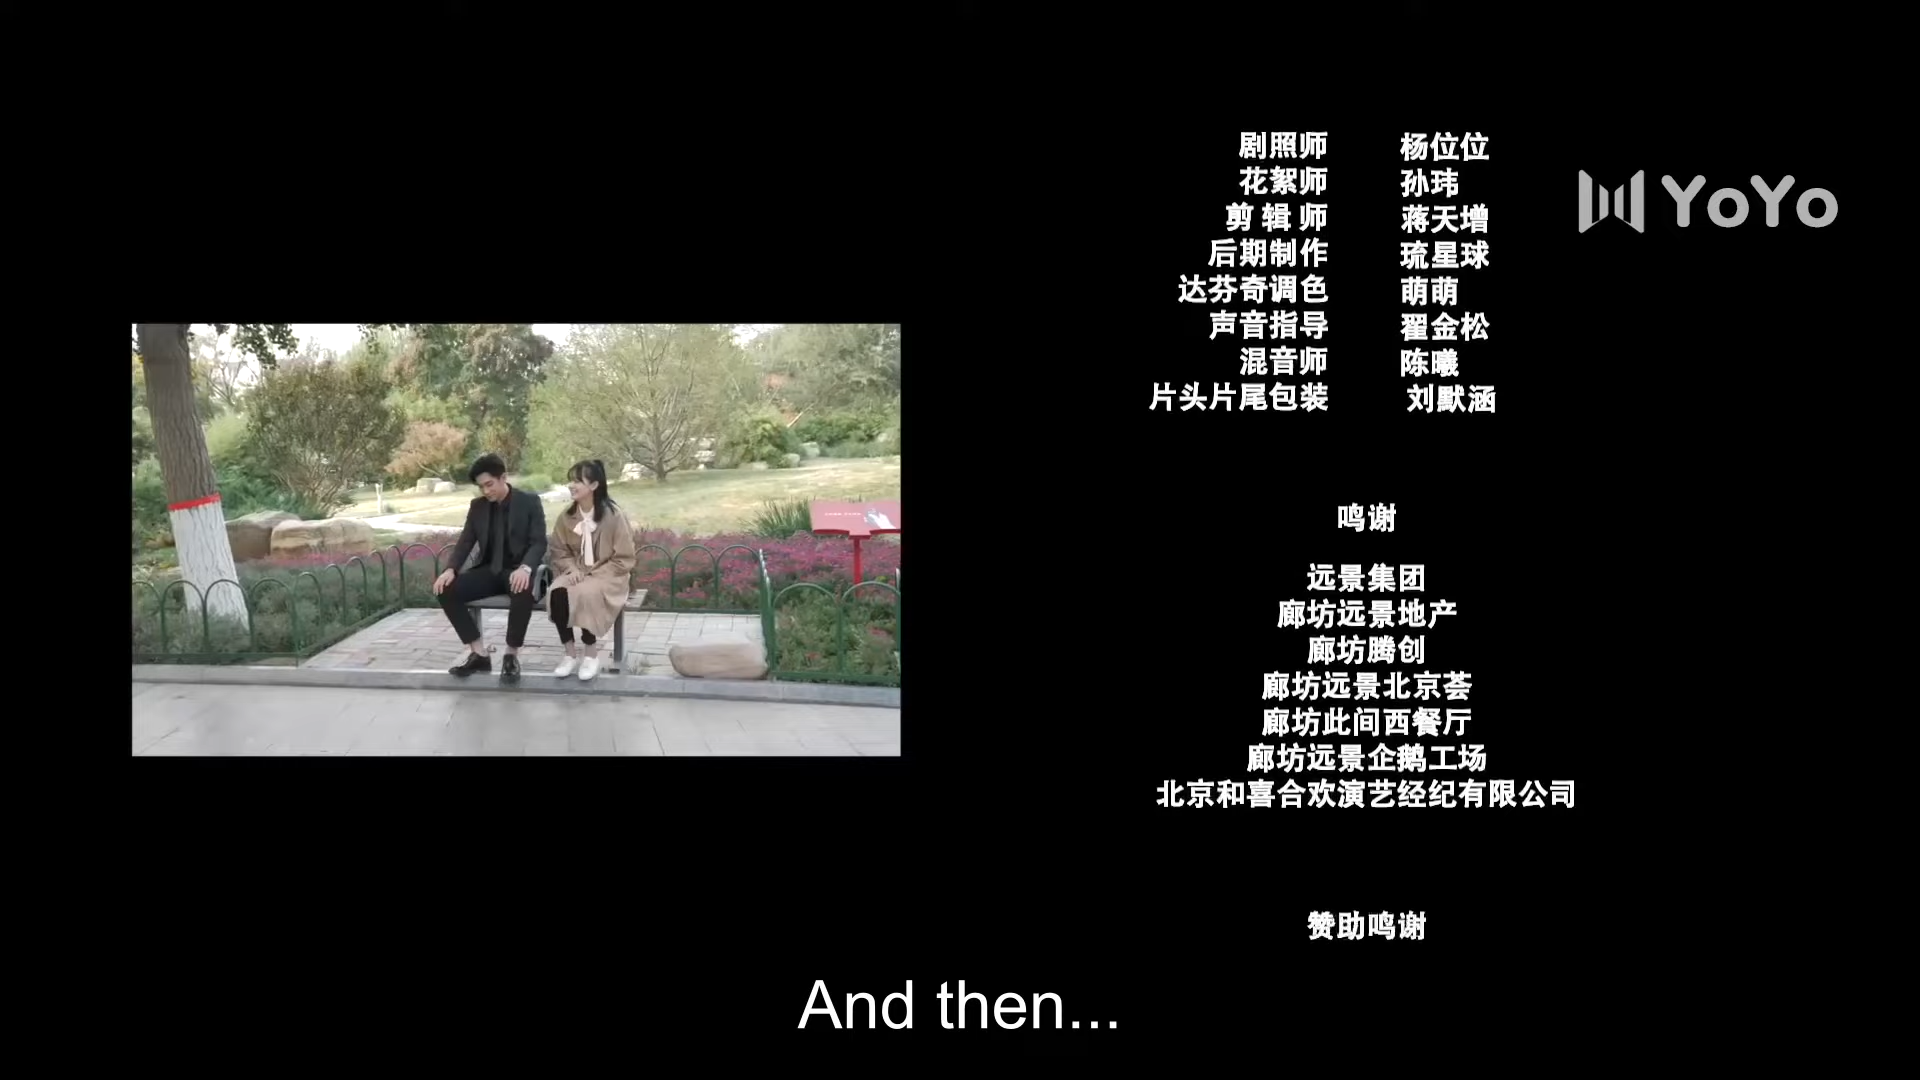 剧照师 杨位位
花絮师 孙玮
剪辑师 蒋天增
后期制作 琉星球
达芬奇调色 萌萌
声音指导 翟金松
混音师 陈曦
片头片尾包装 刘默涵
YoYo
鸣谢
远景集团
廊坊远景地产
廊坊腾创
廊坊远景北京荟
廊坊此间西餐厅
廊坊远景企鹅工场
北京和喜合欢演艺经纪有限公司
赞助鸣谢
And then...